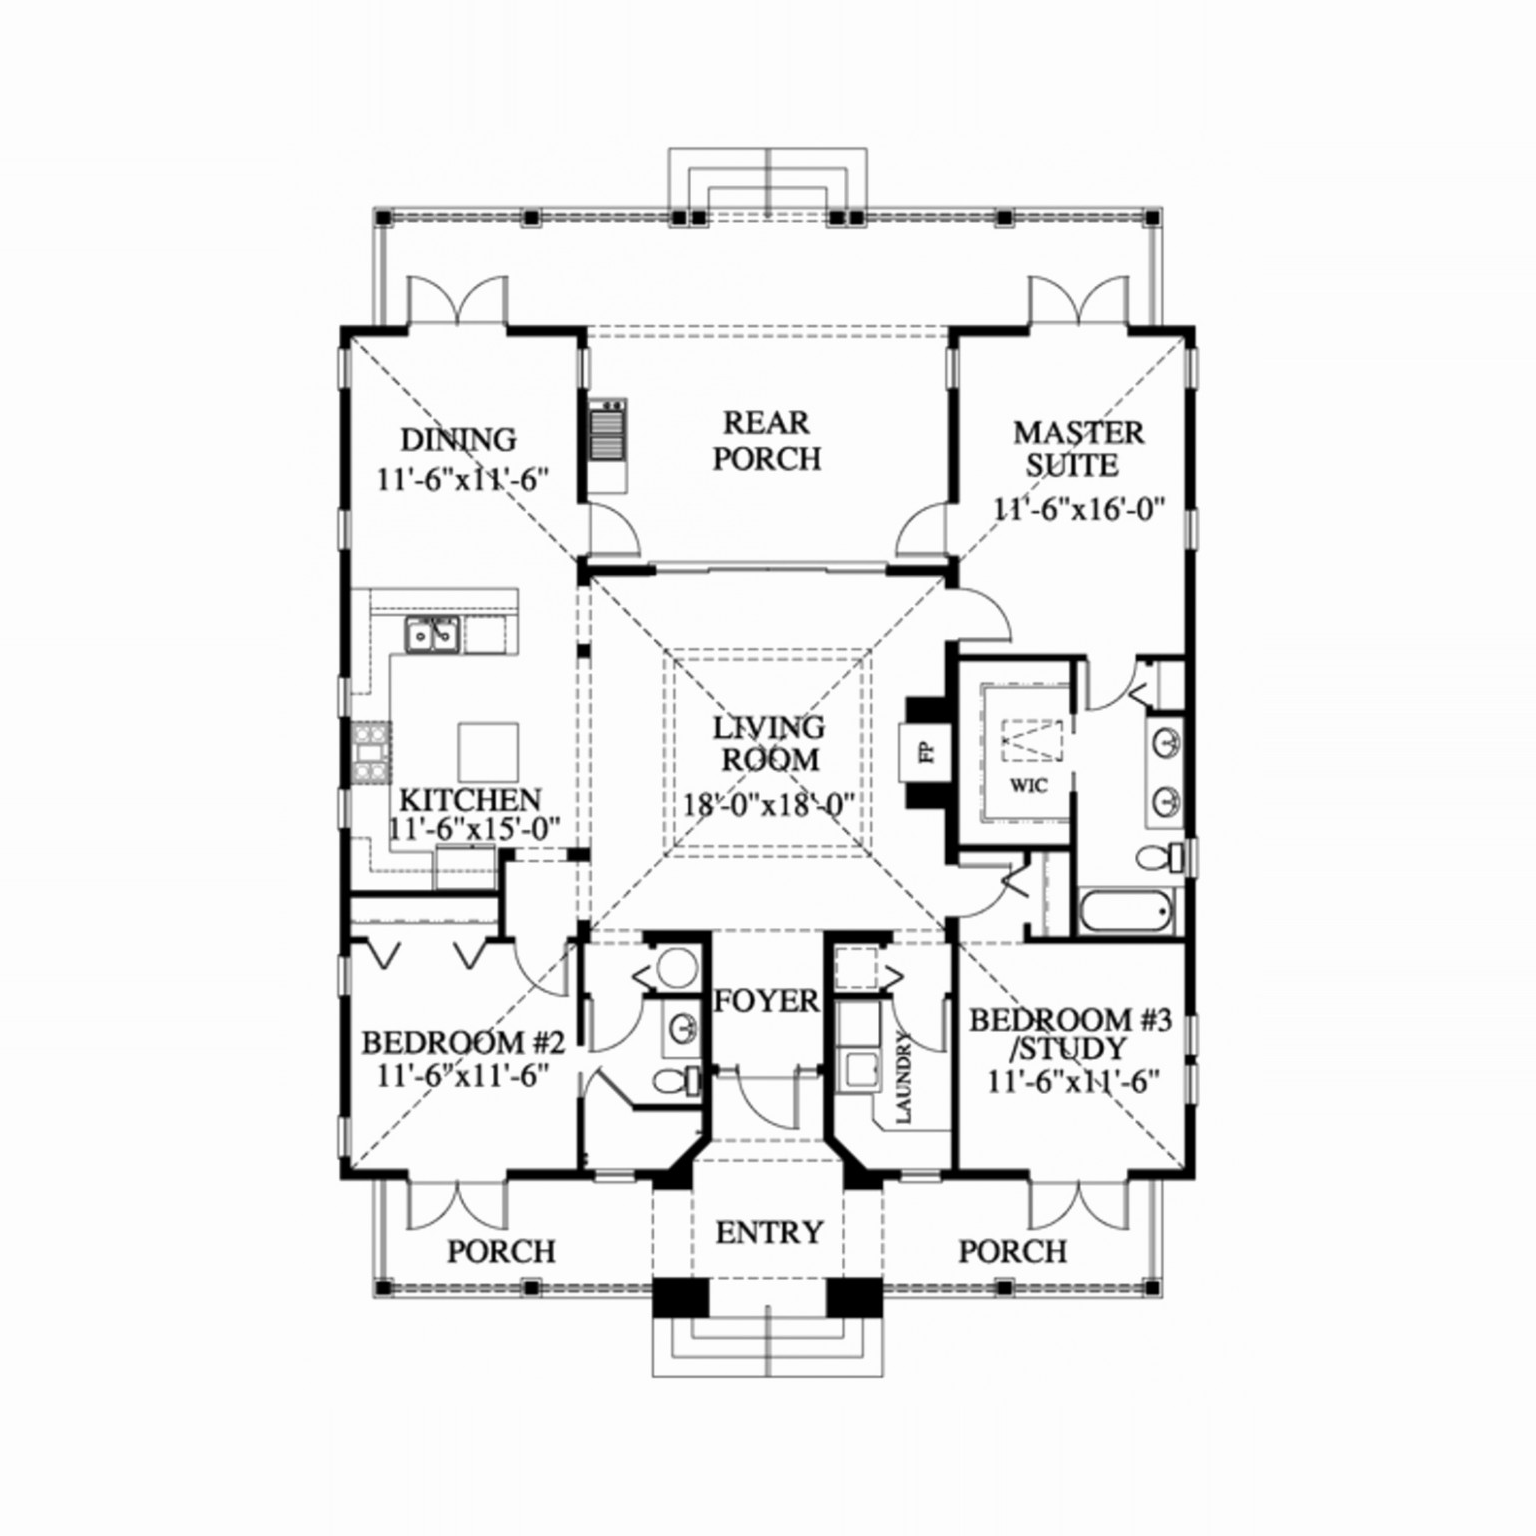 DINING
11'-6"x11'-6"
REAR
PORCH
MASTER
SUITE
11'-6"x16'-0"
LIVING
ROOM
18'-0"x18'-0"
FP
WIC
KITCHEN
11'-6"x15'-0"
FOYER
BEDROOM #2
11'-6"x11'-6"
LAUNDRY
BEDROOM #3
/STUDY
11'-6"x11'-6"
PORCH
ENTRY
PORCH